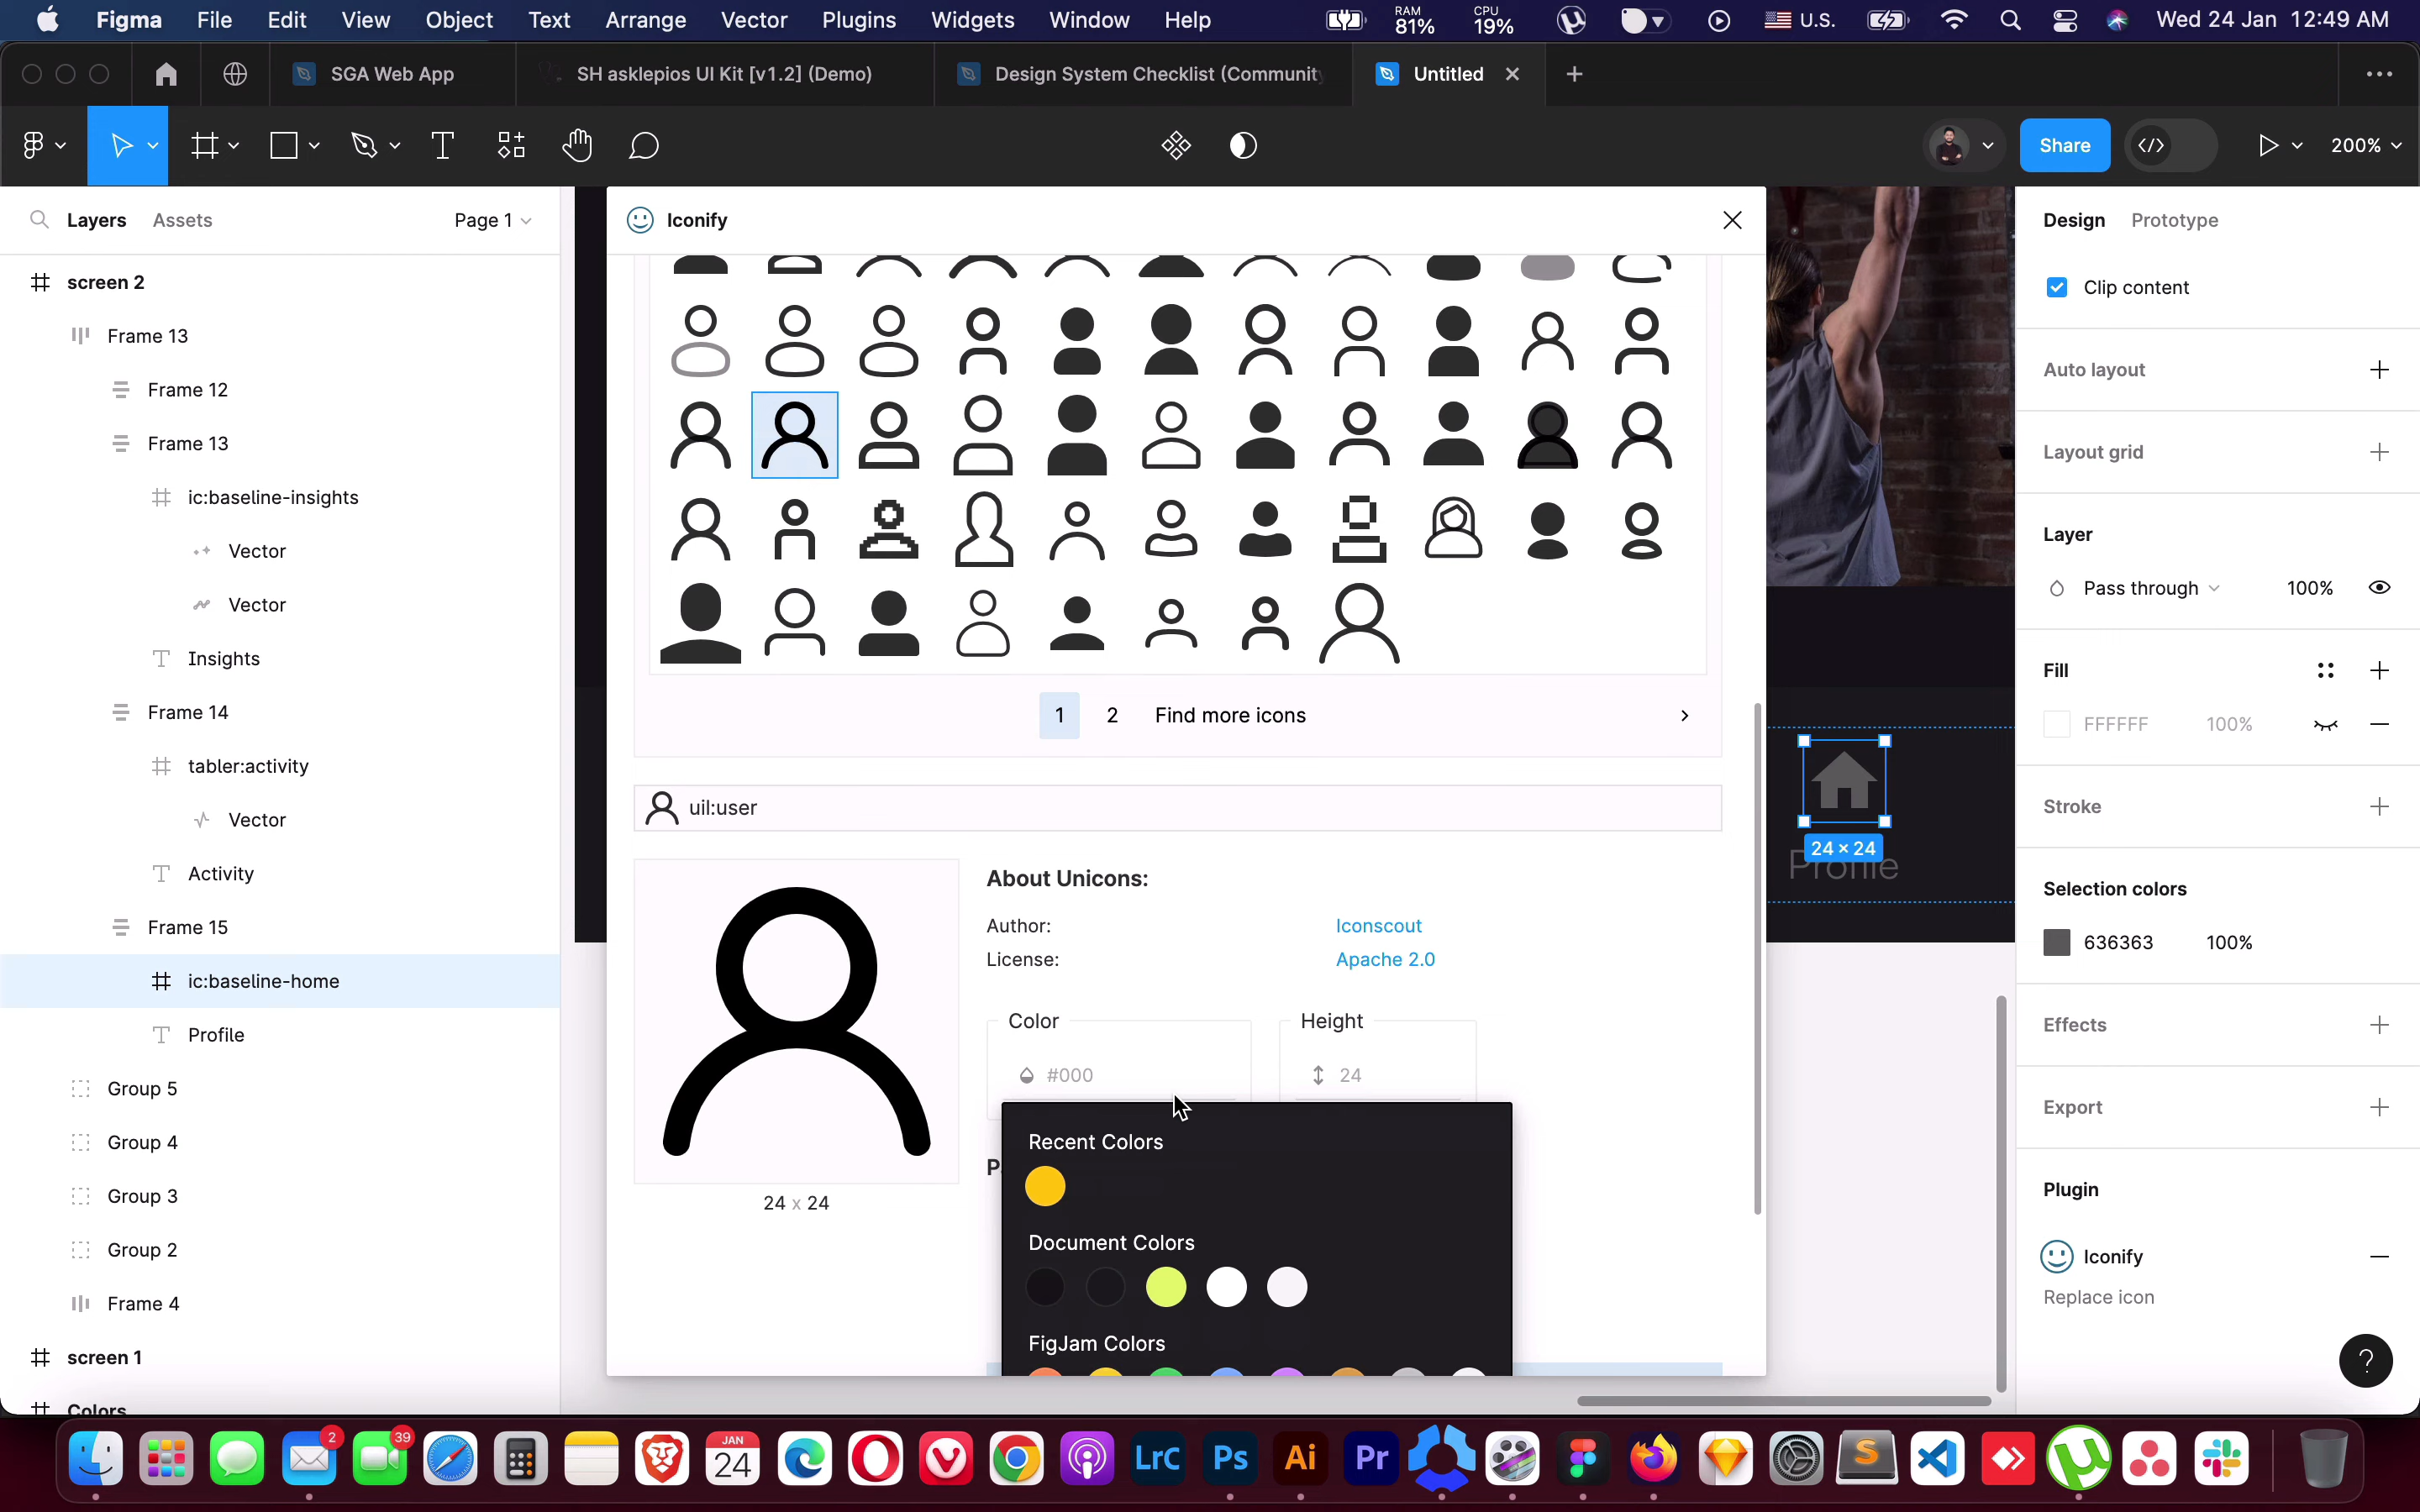 Figma File Edit View Object Text Arrange Vector Plugins Widgets Window Help RAM 81% CPU 19% U.S. Wed 24 Jan 12:49 AM
SGA Web App SH asklepios UI Kit [v1.2] (Demo) Design System Checklist (Community Untitled
Share 200%
Layers Assets Page 1
screen 2
Frame 13
Frame 12
Frame 13
ic:baseline-insights
Vector
Vector
Insights
Frame 14
tabler:activity
Vector
Activity
Frame 15
ic:baseline-home
Profile
Group 5
Group 4
Group 3
Group 2
Frame 4
screen 1
Colors
Iconify
1 2 Find more icons
uil:user
24 x 24
About Unicons:
Author: Iconscout
License: Apache 2.0
Color Height
#000 24
Recent Colors
Document Colors
FigJam Colors
24 × 24
Profile
Design Prototype
Clip content
Auto layout
Layout grid
Layer
Pass through 100%
Fill
FFFFFF 100%
Stroke
Selection colors
636363 100%
Effects
Export
Plugin
Iconify
Replace icon
?
2
39
JAN
24
LrC
Ps
Ai
Pr